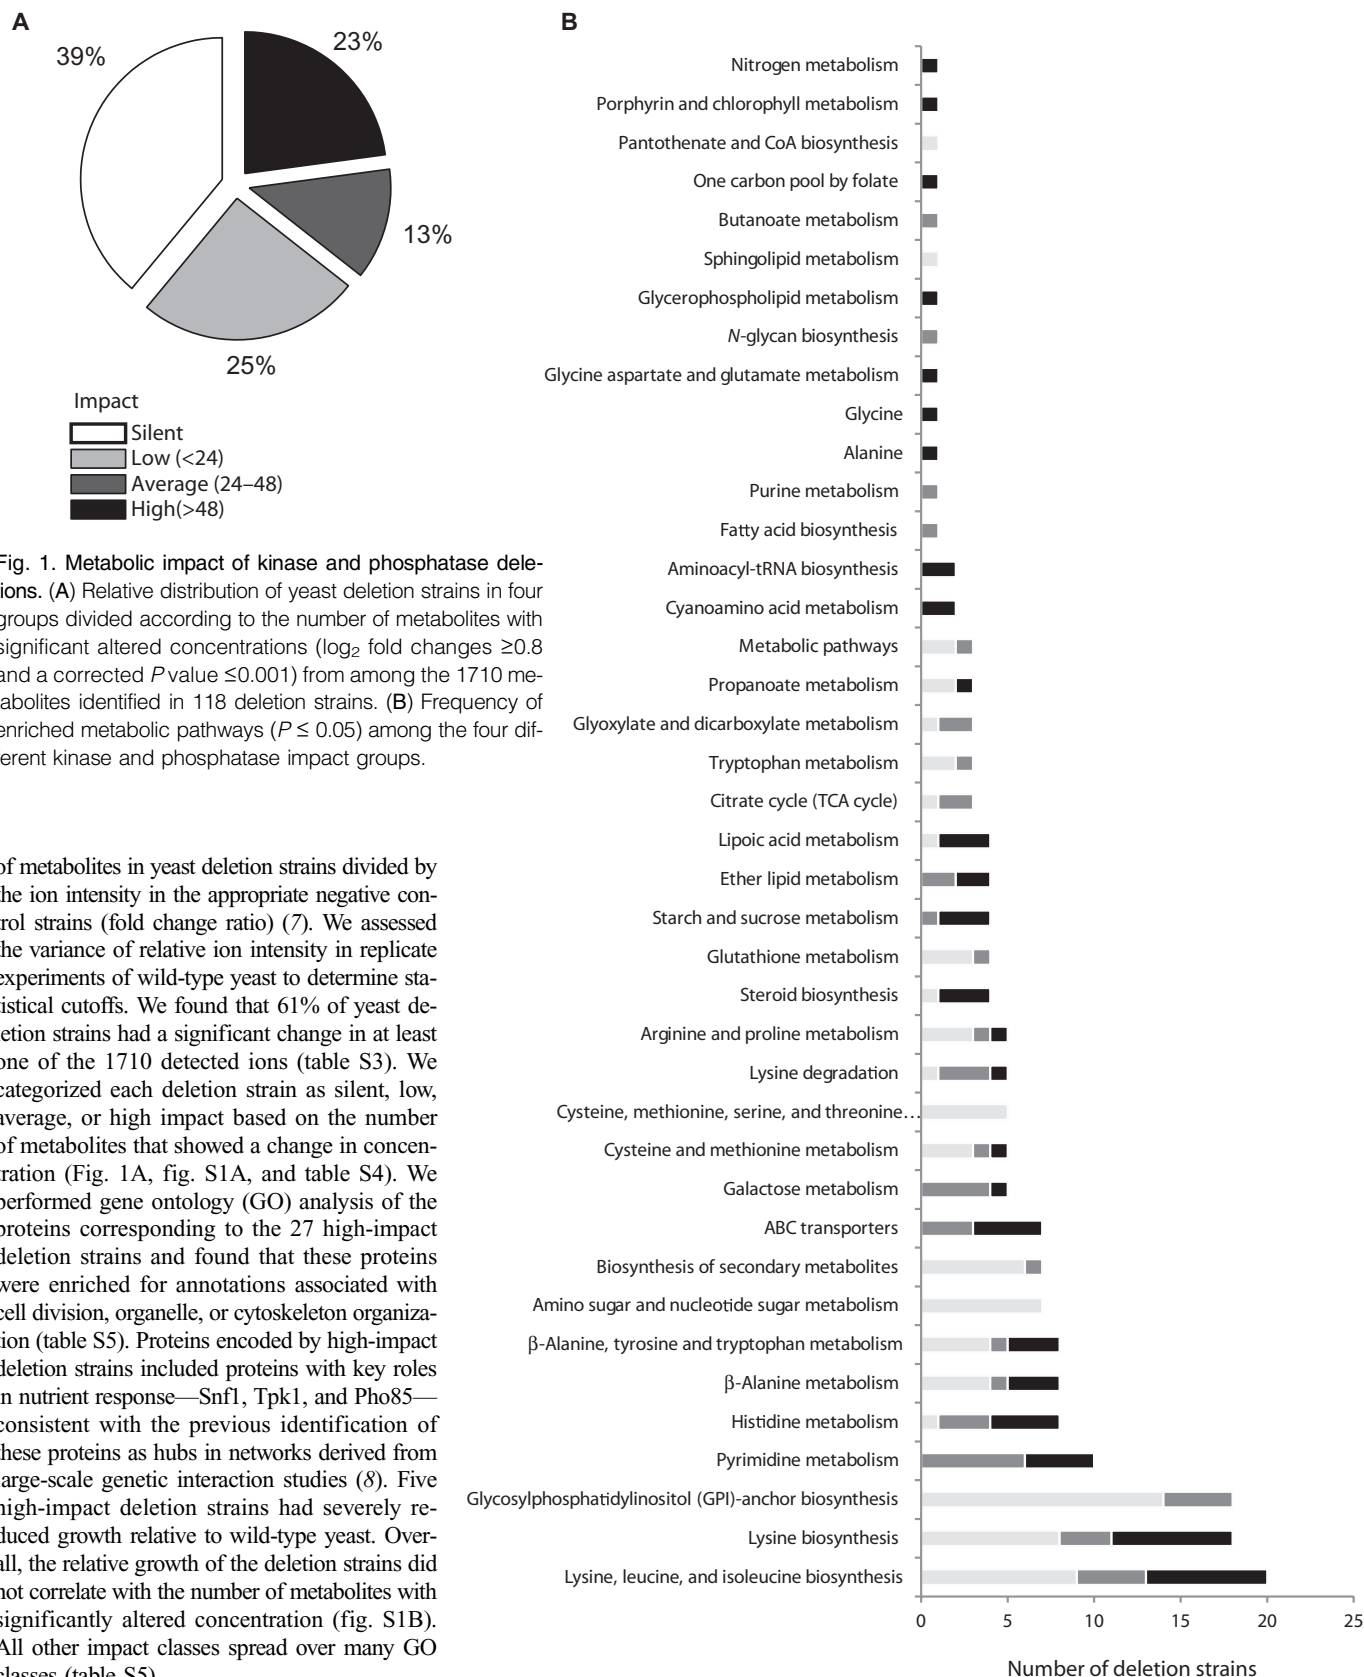 A
39%
23%
13%
25%
Impact
Silent
Low (<24)
Average (24–48)
High(>48)
Fig. 1. Metabolic impact of kinase and phosphatase dele-
ions. (A) Relative distribution of yeast deletion strains in four
groups divided according to the number of metabolites with
significant altered concentrations (log₂ fold changes ≥0.8
and a corrected P value ≤0.001) from among the 1710 me-
abolites identified in 118 deletion strains. (B) Frequency of
enriched metabolic pathways (P ≤ 0.05) among the four dif-
erent kinase and phosphatase impact groups.
of metabolites in yeast deletion strains divided by
the ion intensity in the appropriate negative con-
trol strains (fold change ratio) (7). We assessed
the variance of relative ion intensity in replicate
experiments of wild-type yeast to determine sta-
tistical cutoffs. We found that 61% of yeast de-
letion strains had a significant change in at least
one of the 1710 detected ions (table S3). We
categorized each deletion strain as silent, low,
average, or high impact based on the number
of metabolites that showed a change in concen-
tration (Fig. 1A, fig. S1A, and table S4). We
performed gene ontology (GO) analysis of the
proteins corresponding to the 27 high-impact
deletion strains and found that these proteins
were enriched for annotations associated with
cell division, organelle, or cytoskeleton organiza-
tion (table S5). Proteins encoded by high-impact
deletion strains included proteins with key roles
in nutrient response—Snf1, Tpk1, and Pho85—
consistent with the previous identification of
these proteins as hubs in networks derived from
large-scale genetic interaction studies (8). Five
high-impact deletion strains had severely re-
duced growth relative to wild-type yeast. Over-
all, the relative growth of the deletion strains did
not correlate with the number of metabolites with
significantly altered concentration (fig. S1B).
All other impact classes spread over many GO
classes (table S5).
B
Nitrogen metabolism
Porphyrin and chlorophyll metabolism
Pantothenate and CoA biosynthesis
One carbon pool by folate
Butanoate metabolism
Sphingolipid metabolism
Glycerophospholipid metabolism
N-glycan biosynthesis
Glycine aspartate and glutamate metabolism
Glycine
Alanine
Purine metabolism
Fatty acid biosynthesis
Aminoacyl-tRNA biosynthesis
Cyanoamino acid metabolism
Metabolic pathways
Propanoate metabolism
Glyoxylate and dicarboxylate metabolism
Tryptophan metabolism
Citrate cycle (TCA cycle)
Lipoic acid metabolism
Ether lipid metabolism
Starch and sucrose metabolism
Glutathione metabolism
Steroid biosynthesis
Arginine and proline metabolism
Lysine degradation
Cysteine, methionine, serine, and threonine…
Cysteine and methionine metabolism
Galactose metabolism
ABC transporters
Biosynthesis of secondary metabolites
Amino sugar and nucleotide sugar metabolism
β-Alanine, tyrosine and tryptophan metabolism
β-Alanine metabolism
Histidine metabolism
Pyrimidine metabolism
Glycosylphosphatidylinositol (GPI)-anchor biosynthesis
Lysine biosynthesis
Lysine, leucine, and isoleucine biosynthesis
0 5 10 15 20 25
Number of deletion strains